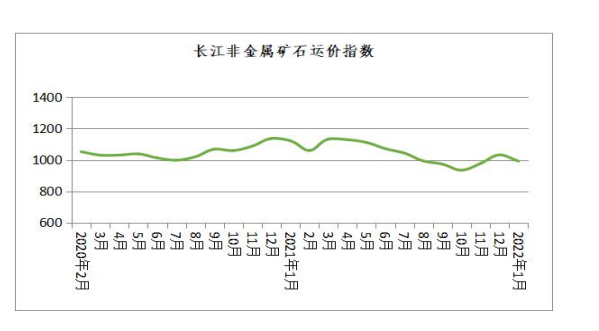 长江非金属矿石运价指数
1400
1200
1000
800
600
2020年2月
3月
4月
5月
6月
7月
8月
9月
10月
11月
12月
2021年1月
2月
3月
4月
5月
6月
7月
8月
9月
10月
11月
12月
2022年1月